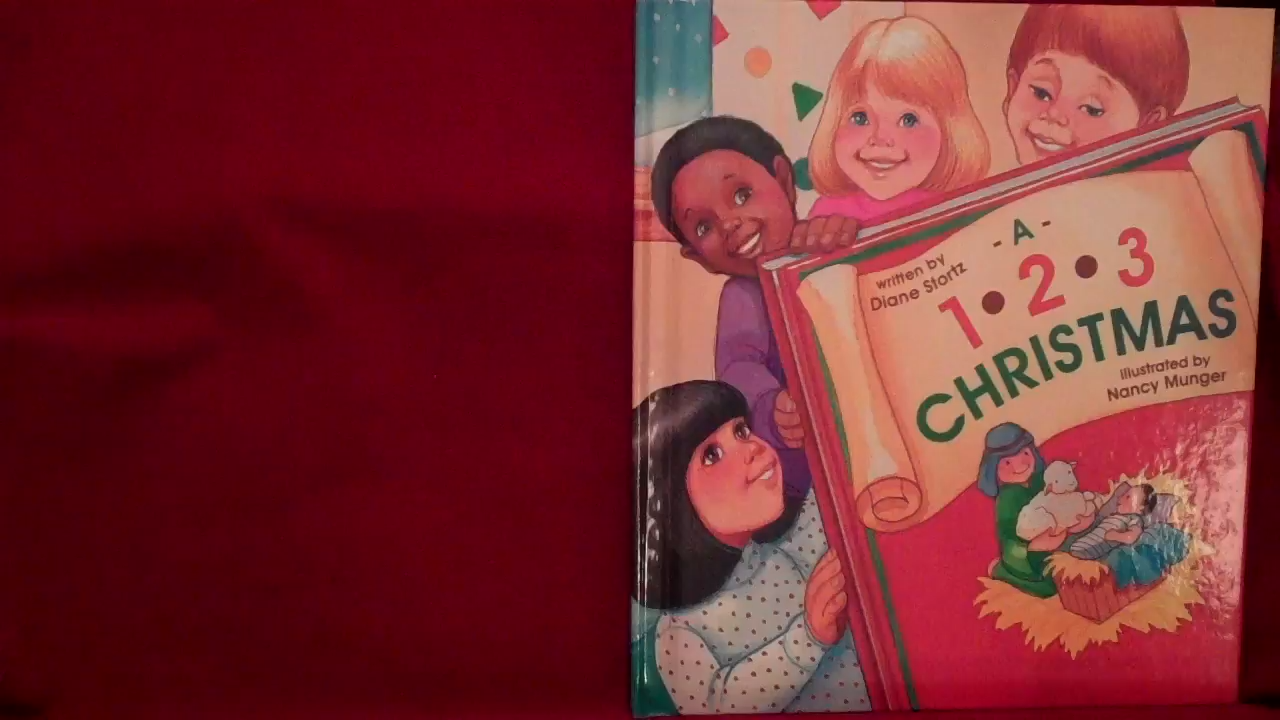 - A -
written by
Diane Stortz
1•2•3
CHRISTMAS
illustrated by
Nancy Munger